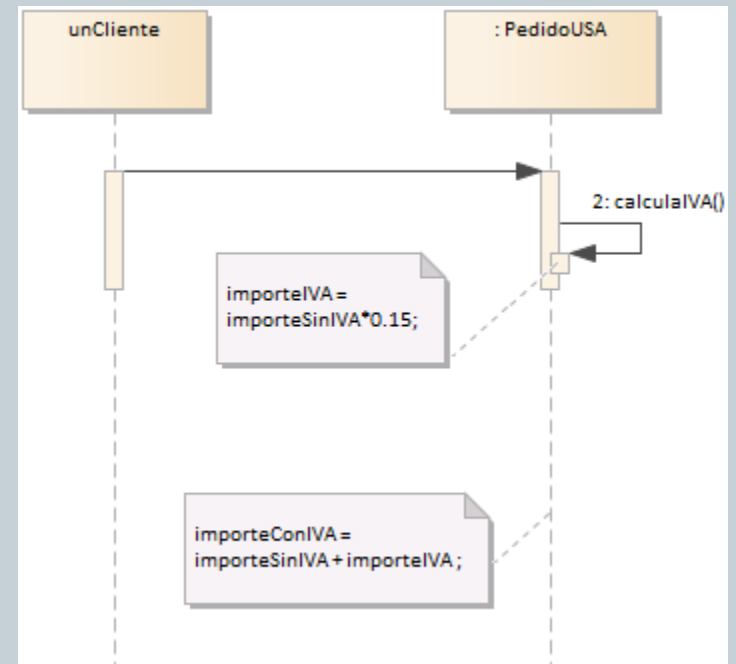 unCliente
: PedidoUSA
2: calculaIVA()
importeIVA =
importeSinIVA*0.15;
importeConIVA =
importeSinIVA + importeIVA ;